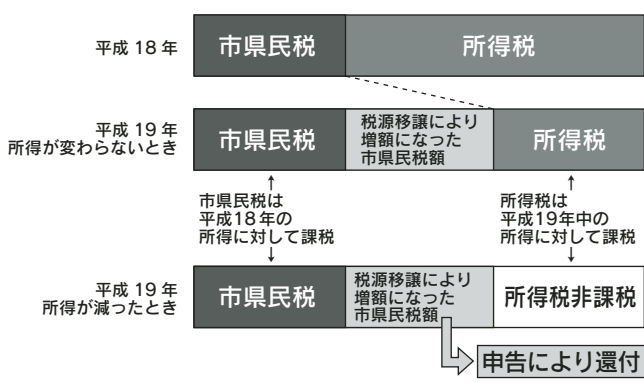 平成 18 年
市県民税
所得税
平成 19 年
所得が変わらないとき
市県民税
税源移譲により
増額になった
市県民税額
所得税
市県民税は
平成18年の
所得に対して課税
所得税は
平成19年中の
所得に対して課税
平成 19 年
所得が減ったとき
市県民税
税源移譲により
増額になった
市県民税額
所得税非課税
申告により還付